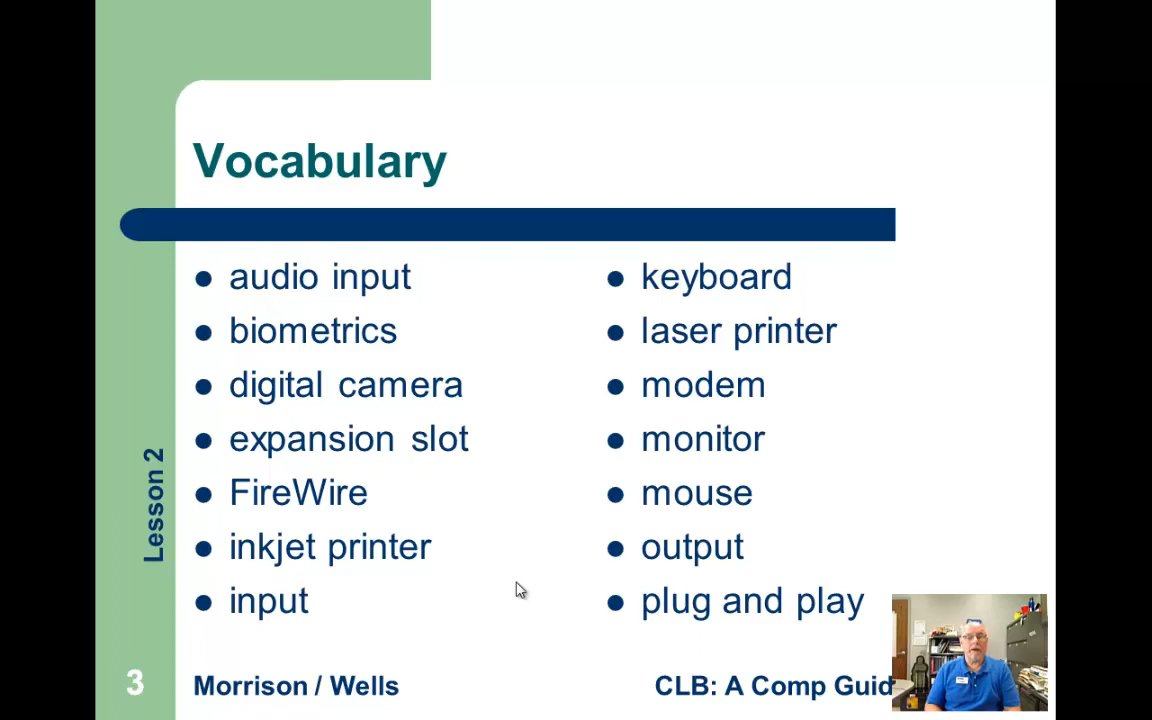 Vocabulary
audio input
biometrics
digital camera
expansion slot
FireWire
inkjet printer
input
keyboard
laser printer
modem
monitor
mouse
output
plug and play
Lesson 2
3
Morrison / Wells
CLB: A Comp Guid